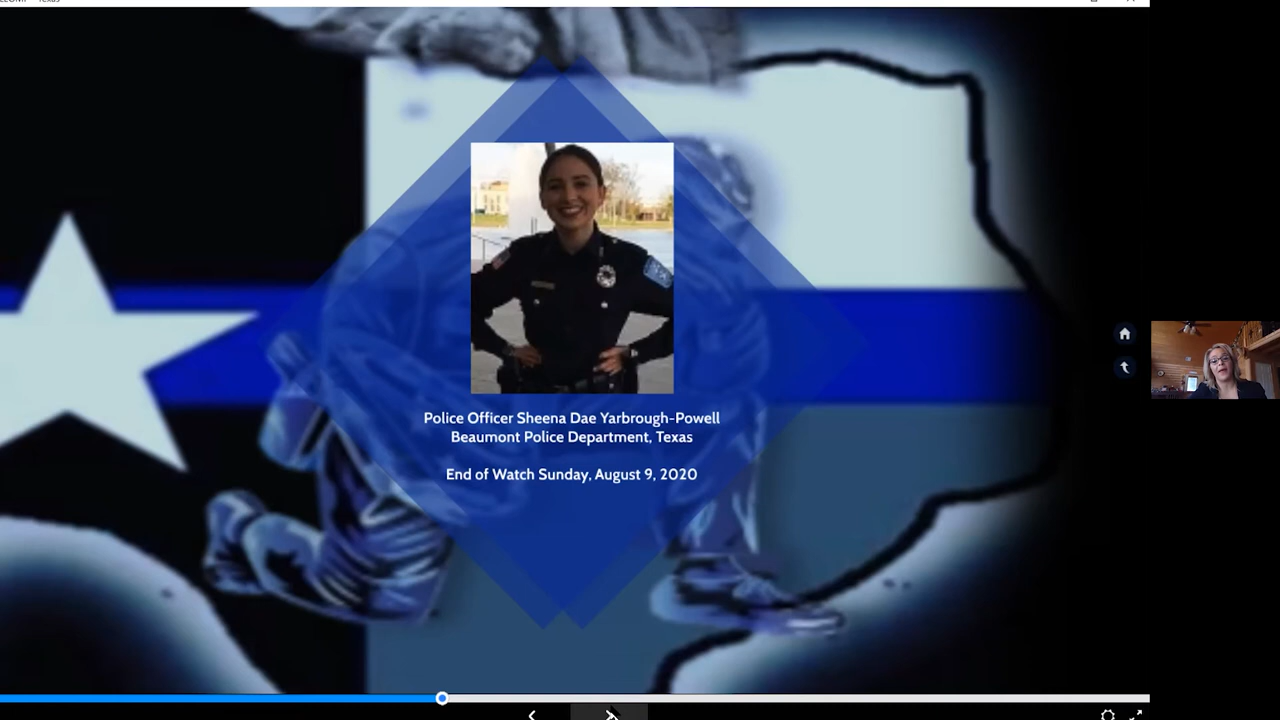 Police Officer Sheena Dae Yarbrough-Powell
Beaumont Police Department, Texas
End of Watch Sunday, August 9, 2020